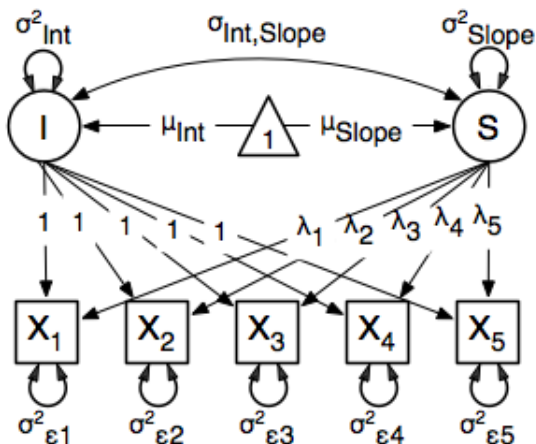 σ²Int σInt,Slope σ²Slope
I μInt 1 μSlope S
1 1 1 1 1 λ₁ λ₂ λ₃ λ₄ λ₅
X₁ X₂ X₃ X₄ X₅
σ²ε1 σ²ε2 σ²ε3 σ²ε4 σ²ε5